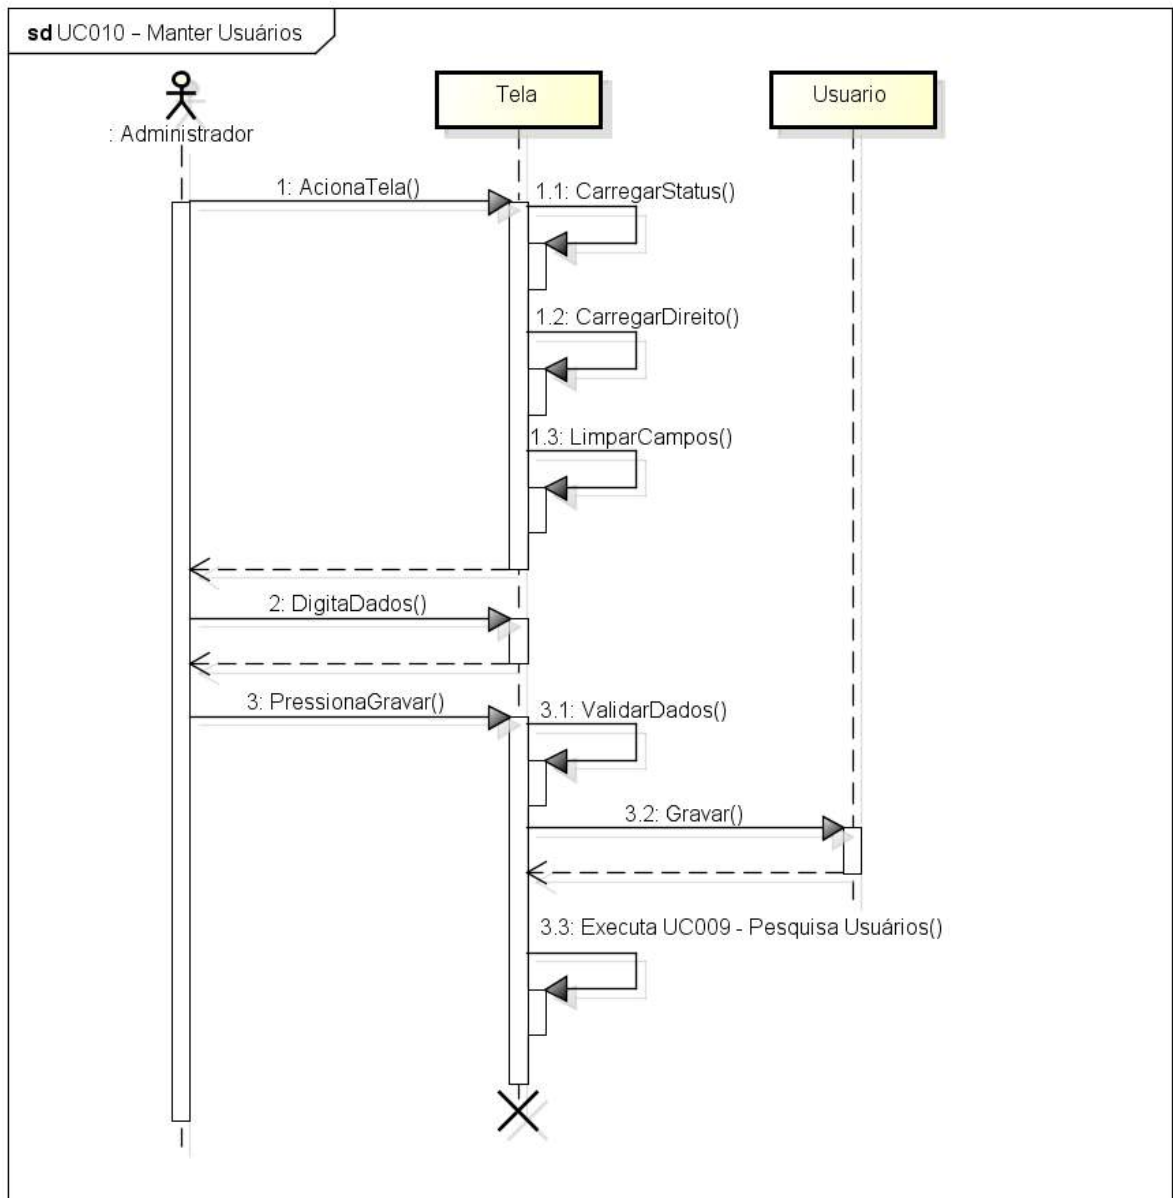 sd UC010 – Manter Usuários
Tela
Usuario
: Administrador
1: AcionaTela()
1.1: CarregarStatus()
1.2: CarregarDireito()
1.3: LimparCampos()
2: DigitaDados()
3: PressionaGravar()
3.1: ValidarDados()
3.2: Gravar()
3.3: Executa UC009 - Pesquisa Usuários()